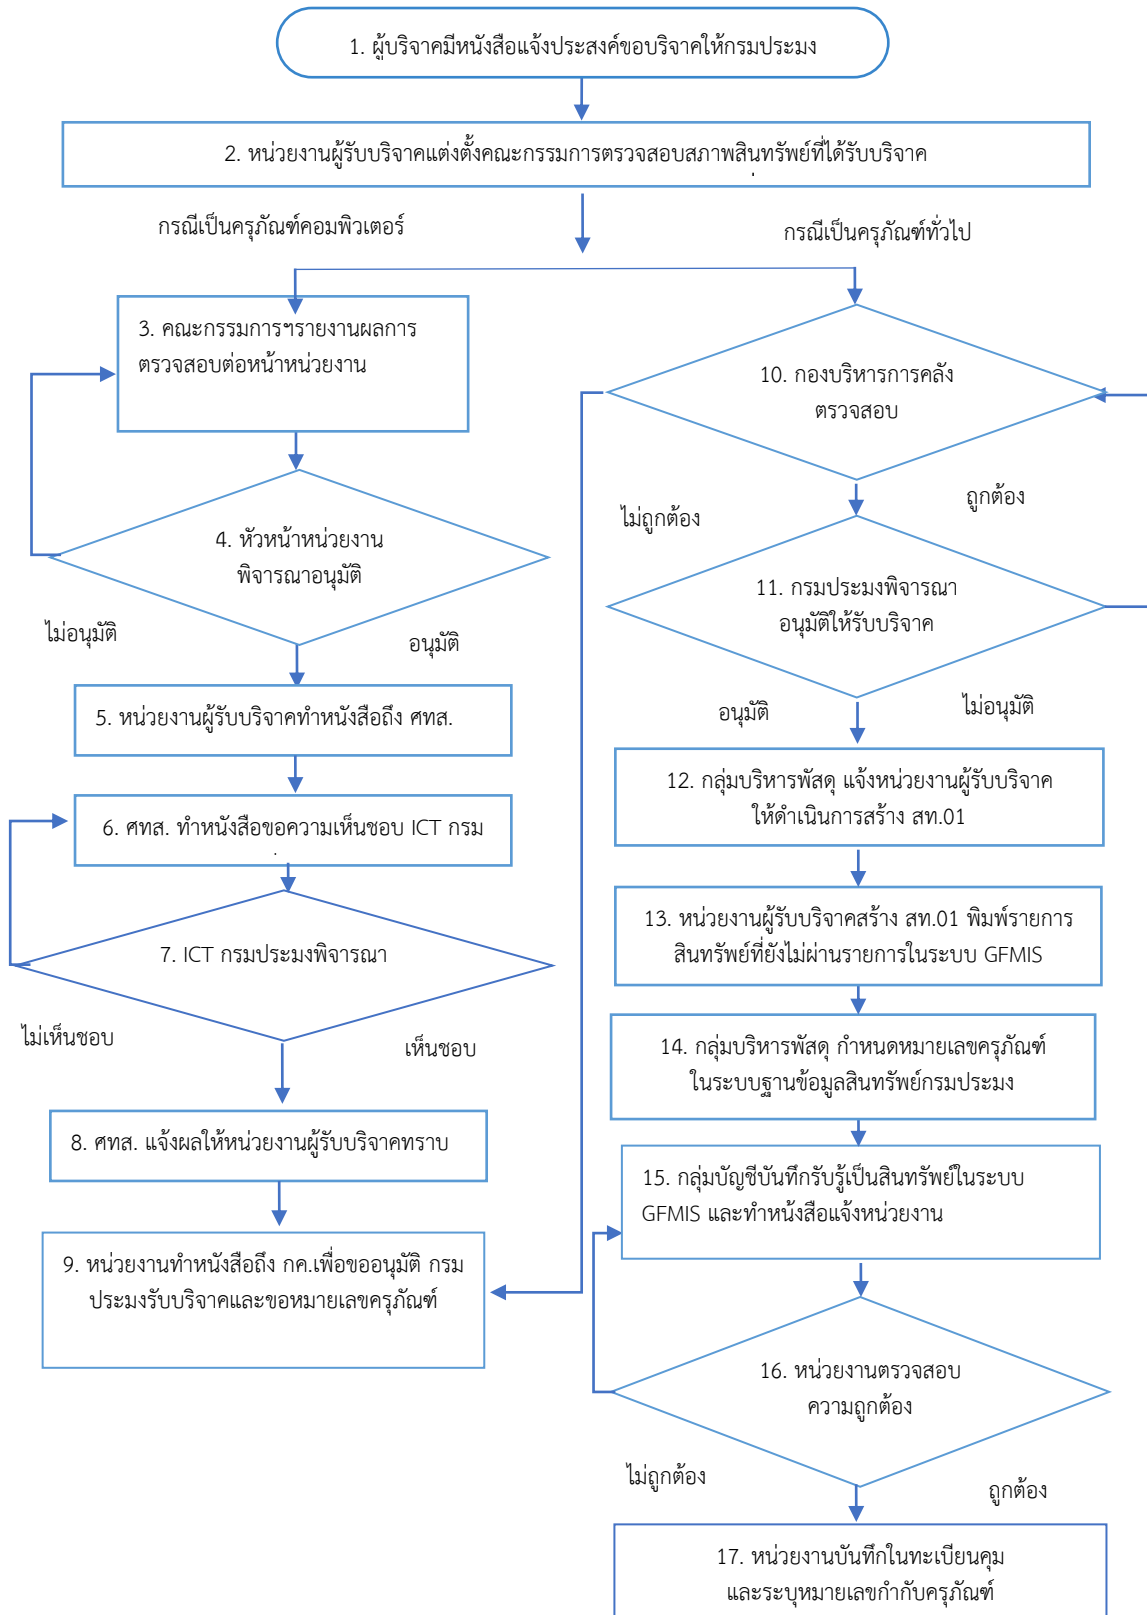 1. ผู้บริจาคมีหนังสือแจ้งประสงค์ขอบริจาคให้กรมประมง
2. หน่วยงานผู้รับบริจาคแต่งตั้งคณะกรรมการตรวจสอบสภาพสินทรัพย์ที่ได้รับบริจาค
กรณีเป็นครุภัณฑ์คอมพิวเตอร์
กรณีเป็นครุภัณฑ์ทั่วไป
3. คณะกรรมการฯรายงานผลการ
ตรวจสอบต่อหน้าหน่วยงาน
4. หัวหน้าหน่วยงาน
พิจารณาอนุมัติ
ไม่อนุมัติ
อนุมัติ
5. หน่วยงานผู้รับบริจาคทำหนังสือถึง ศทส.
6. ศทส. ทำหนังสือขอความเห็นชอบ ICT กรม
7. ICT กรมประมงพิจารณา
ไม่เห็นชอบ
เห็นชอบ
8. ศทส. แจ้งผลให้หน่วยงานผู้รับบริจาคทราบ
9. หน่วยงานทำหนังสือถึง กค.เพื่อขออนุมัติ กรม
ประมงรับบริจาคและขอหมายเลขครุภัณฑ์
10. กองบริหารการคลัง
ตรวจสอบ
ไม่ถูกต้อง
ถูกต้อง
11. กรมประมงพิจารณา
อนุมัติให้รับบริจาค
อนุมัติ
ไม่อนุมัติ
12. กลุ่มบริหารพัสดุ แจ้งหน่วยงานผู้รับบริจาค
ให้ดำเนินการสร้าง สท.01
13. หน่วยงานผู้รับบริจาคสร้าง สท.01 พิมพ์รายการ
สินทรัพย์ที่ยังไม่ผ่านรายการในระบบ GFMIS
14. กลุ่มบริหารพัสดุ กำหนดหมายเลขครุภัณฑ์
ในระบบฐานข้อมูลสินทรัพย์กรมประมง
15. กลุ่มบัญชีบันทึกรับรู้เป็นสินทรัพย์ในระบบ
GFMIS และทำหน้งสือแจ้งหน่วยงาน
16. หน่วยงานตรวจสอบ
ความถูกต้อง
ไม่ถูกต้อง
ถูกต้อง
17. หน่วยงานบันทึกในทะเบียนคุม
และระบุหมายเลขกำกับครุภัณฑ์